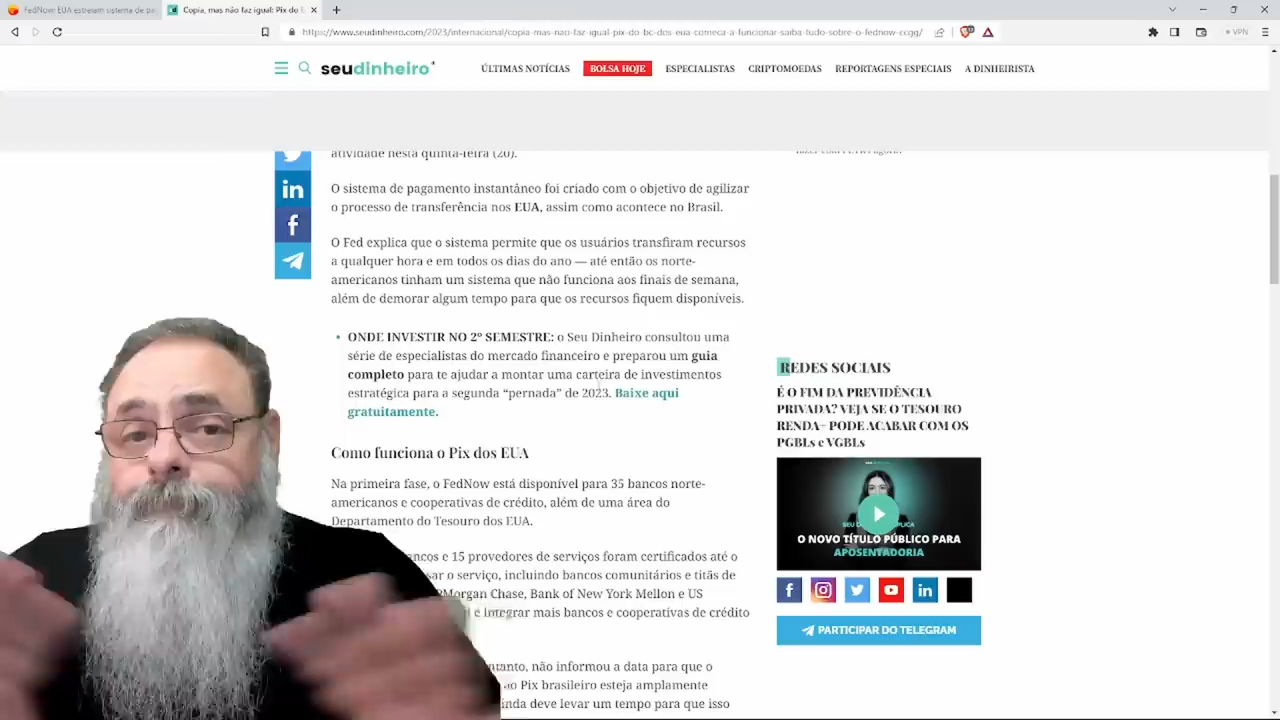 FedNow: EUA estreiam sistema de pa
Copia, mas não faz igual: Pix do B
https://www.seudinheiro.com/2023/internacional/copia-mas-nao-faz-igual-pix-do-bc-dos-eua-comeca-a-funcionar-saiba-tudo-sobre-o-fednow-ccgg/
VPN
seudinheiro
ÚLTIMAS NOTÍCIAS
BOLSA HOJE
ESPECIALISTAS
CRIPTOMOEDAS
REPORTAGENS ESPECIAIS
A DINHEIRISTA
atividade nesta quinta-feira (20).
O sistema de pagamento instantâneo foi criado com o objetivo de agilizar
o processo de transferência nos EUA, assim como acontece no Brasil.
O Fed explica que o sistema permite que os usuários transfiram recursos
a qualquer hora e em todos os dias do ano — até então os norte-
americanos tinham um sistema que não funciona aos finais de semana,
além de demorar algum tempo para que os recursos fiquem disponíveis.
• ONDE INVESTIR NO 2º SEMESTRE: o Seu Dinheiro consultou uma
série de especialistas do mercado financeiro e preparou um guia
completo para te ajudar a montar uma carteira de investimentos
estratégica para a segunda “pernada” de 2023. Baixe aqui
gratuitamente.
Como funciona o Pix dos EUA
Na primeira fase, o FedNow está disponível para 35 bancos norte-
americanos e cooperativas de crédito, além de uma área do
Departamento do Tesouro dos EUA.
ancos e 15 provedores de serviços foram certificados até o
sar o serviço, incluindo bancos comunitários e titãs de
PMorgan Chase, Bank of New York Mellon e US
e integrar mais bancos e cooperativas de crédito
ntanto, não informou a data para que o
ao Pix brasileiro esteja amplamente
inda deve levar um tempo para que isso
REDES SOCIAIS
É O FIM DA PREVIDÊNCIA
PRIVADA? VEJA SE O TESOURO
RENDA+ PODE ACABAR COM OS
PGBLs e VGBLs
O NOVO TÍTULO PÚBLICO PARA
APOSENTADORIA
PARTICIPAR DO TELEGRAM